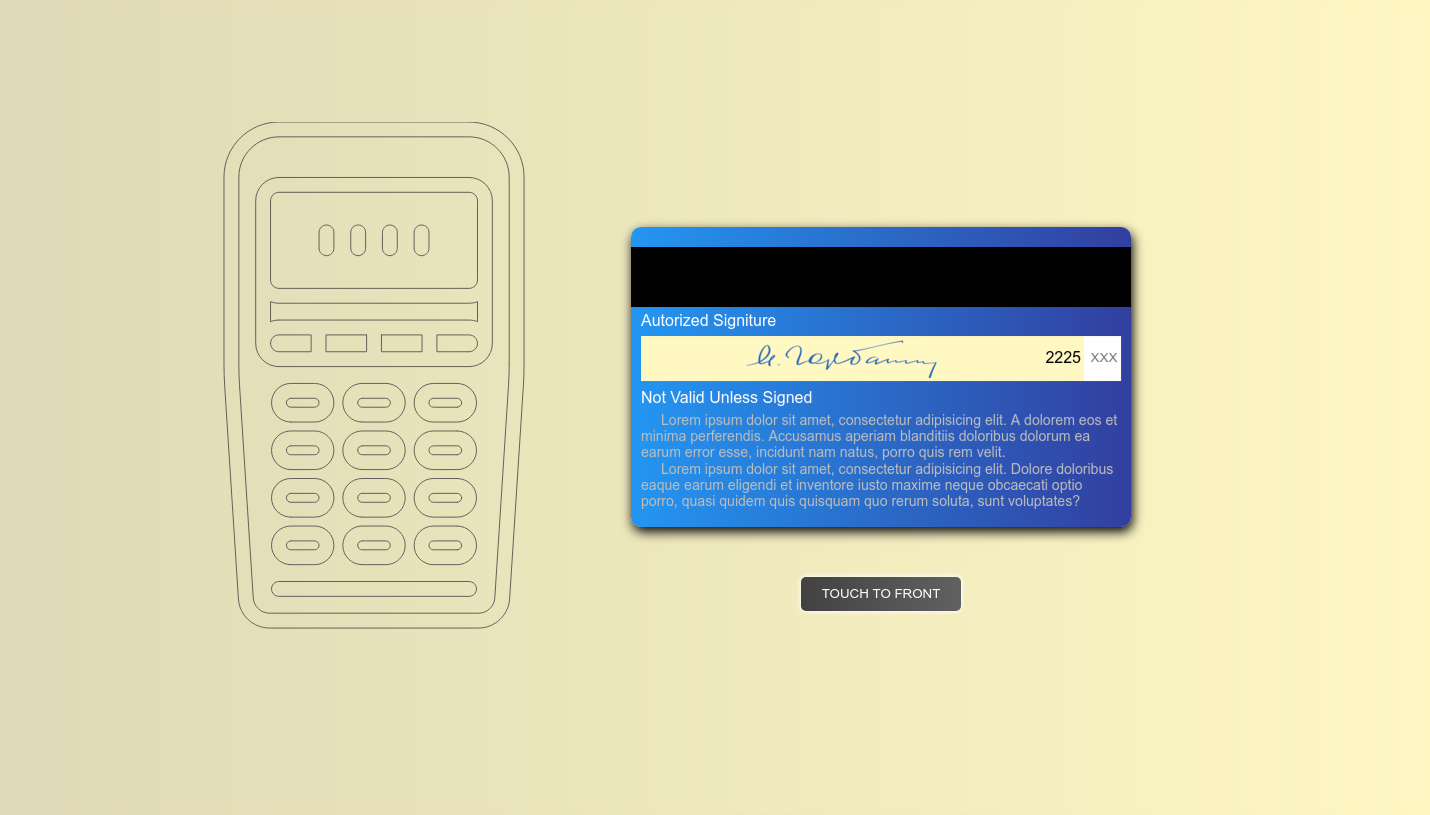 Autorized Signiture
2225 XXX
Not Valid Unless Signed
Lorem ipsum dolor sit amet, consectetur adipisicing elit. A dolorem eos et
minima perferendis. Accusamus aperiam blanditiis doloribus dolorum ea
earum error esse, incidunt nam natus, porro quis rem velit.
Lorem ipsum dolor sit amet, consectetur adipisicing elit. Dolore doloribus
eaque earum eligendi et inventore iusto maxime neque obcaecati optio
porro, quasi quidem quis quisquam quo rerum soluta, sunt voluptates?
TOUCH TO FRONT